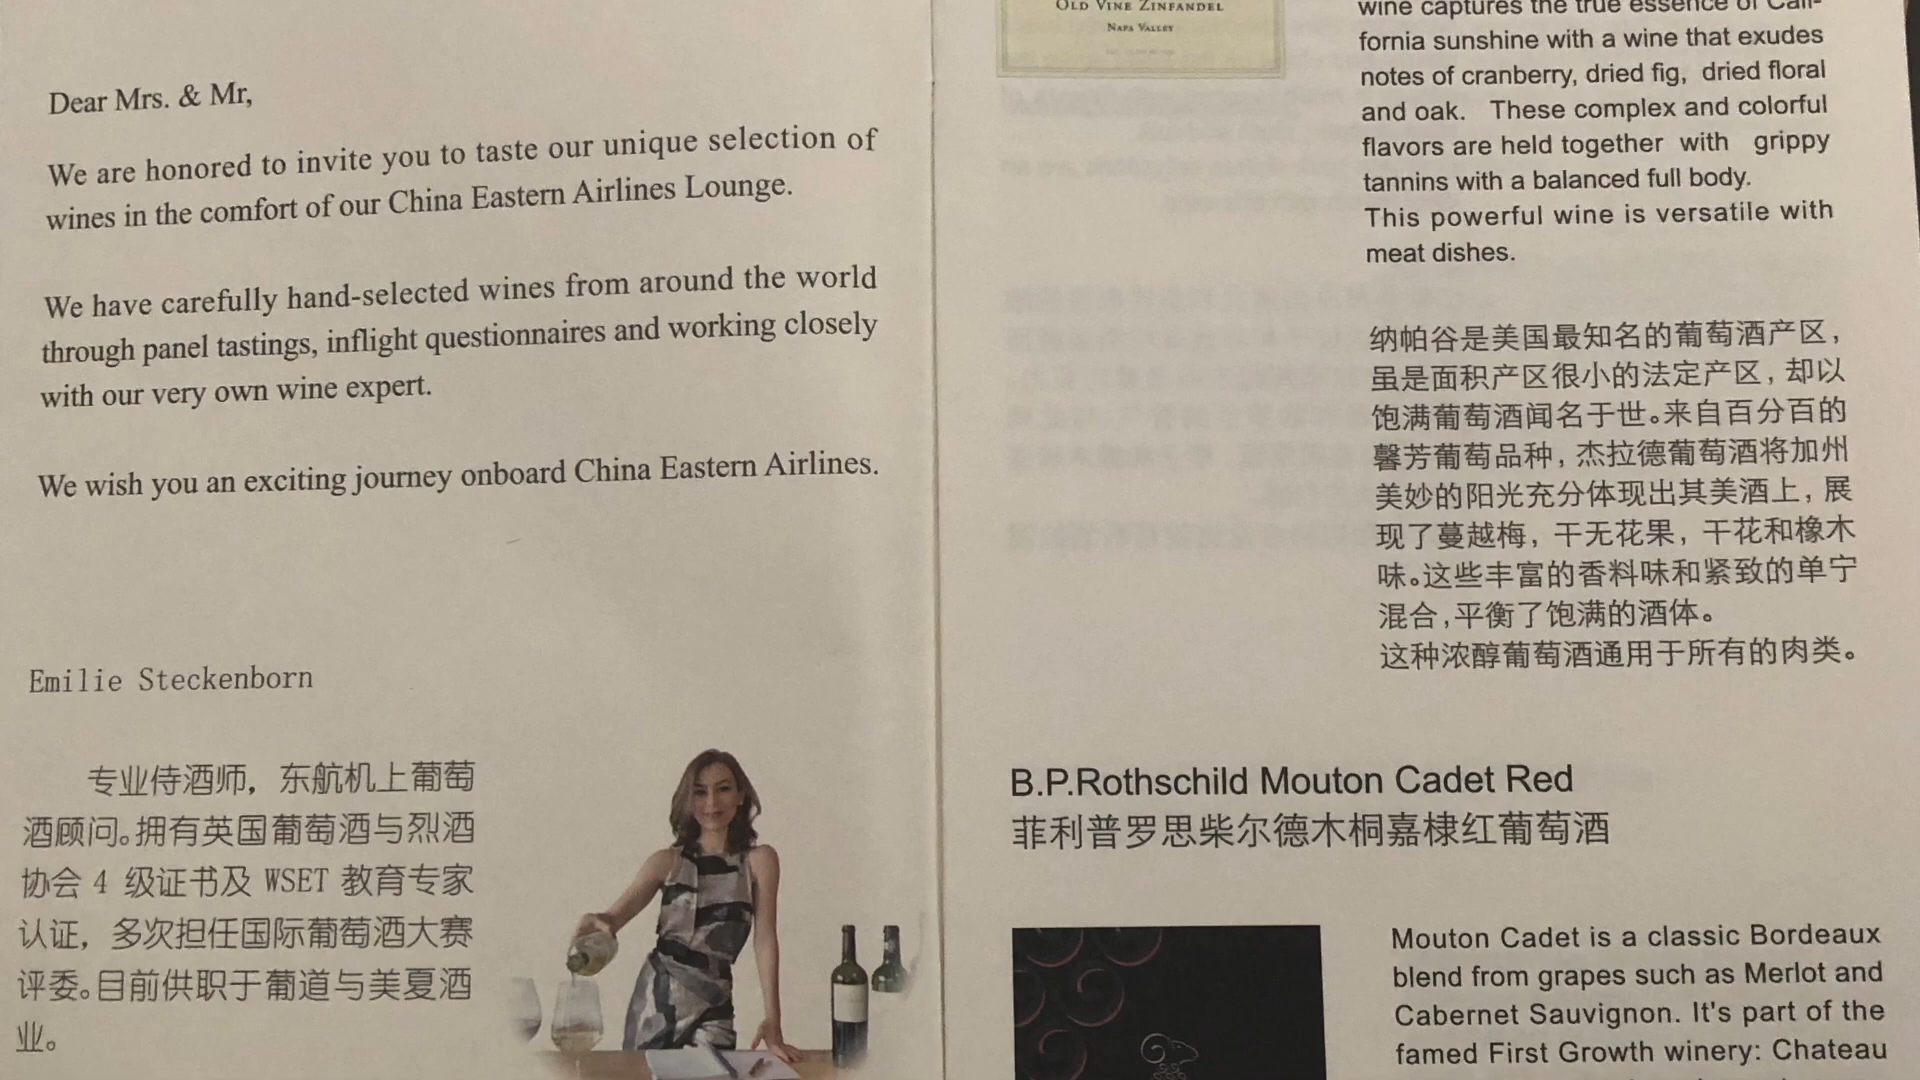 Dear Mrs. & Mr,
We are honored to invite you to taste our unique selection of
wines in the comfort of our China Eastern Airlines Lounge.
We have carefully hand-selected wines from around the world
through panel tastings, inflight questionnaires and working closely
with our very own wine expert.
We wish you an exciting journey onboard China Eastern Airlines.
Emilie Steckenborn
专业侍酒师，东航机上葡萄
酒顾问。拥有英国葡萄酒与烈酒
协会 4 级证书及 WSET 教育专家
认证，多次担任国际葡萄酒大赛
评委。目前供职于葡道与美夏酒
业。
OLD VINE ZINFANDEL
NAPA VALLEY
wine captures the true essence of Cali-
fornia sunshine with a wine that exudes
notes of cranberry, dried fig, dried floral
and oak. These complex and colorful
flavors are held together with grippy
tannins with a balanced full body.
This powerful wine is versatile with
meat dishes.
纳帕谷是美国最知名的葡萄酒产区，
虽是面积产区很小的法定产区，却以
饱满葡萄酒闻名于世。来自百分百的
馨芳葡萄品种，杰拉德葡萄酒将加州
美妙的阳光充分体现出其美酒上，展
现了蔓越梅，干无花果，干花和橡木
味。这些丰富的香料味和紧致的单宁
混合，平衡了饱满的酒体。
这种浓醇葡萄酒通用于所有的肉类。
B.P.Rothschild Mouton Cadet Red
菲利普罗思柴尔德木桐嘉棣红葡萄酒
Mouton Cadet is a classic Bordeaux
blend from grapes such as Merlot and
Cabernet Sauvignon. It's part of the
famed First Growth winery: Chateau